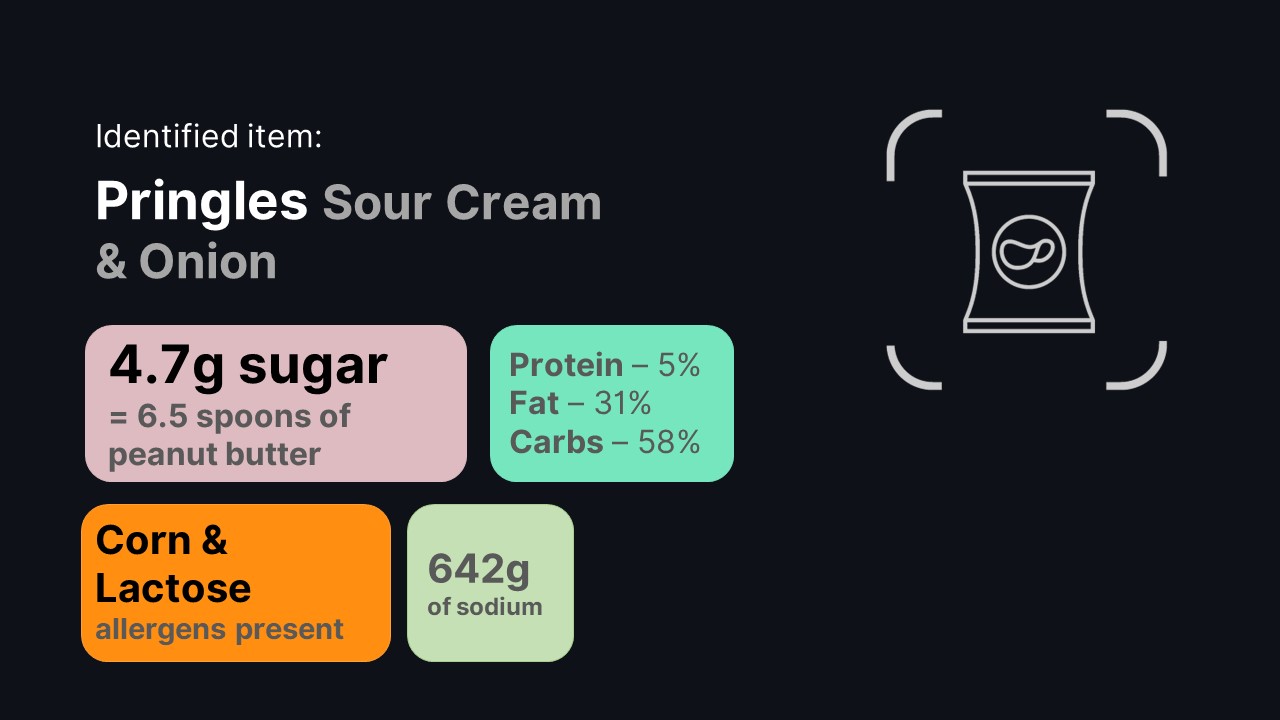 Identified item:
Pringles Sour Cream
& Onion
4.7g sugar
= 6.5 spoons of
peanut butter
Protein – 5%
Fat – 31%
Carbs – 58%
Corn &
Lactose
allergens present
642g
of sodium